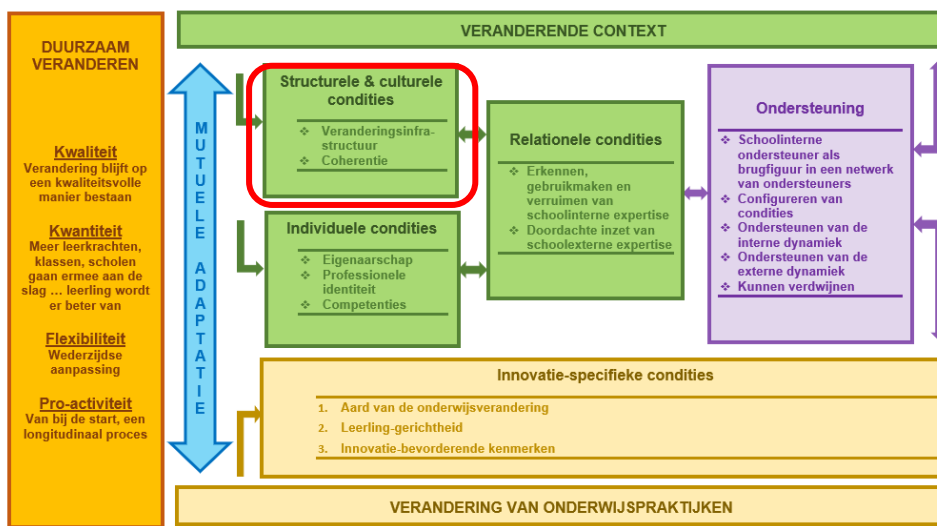 DUURZAAM
VERANDEREN
Kwaliteit
Verandering blijft op
een kwaliteitsvolle
manier bestaan
Kwantiteit
Meer leerkrachten,
klassen, scholen
gaan ermee aan de
slag … leerling wordt
er beter van
Flexibiliteit
Wederzijdse
aanpassing
Pro-activiteit
Van bij de start, een
longitudinaal proces
MUTUELE ADAPTATIE
VERANDERENDE CONTEXT
Structurele & culturele
condities
❖ Veranderingsinfra-
structuur
❖ Coherentie
Individuele condities
❖ Eigenaarschap
❖ Professionele
identiteit
❖ Competenties
Relationele condities
❖ Erkennen,
gebruikmaken en
verruimen van
schoolinterne expertise
❖ Doordachte inzet van
schoolexterne expertise
Ondersteuning
❖ Schoolinterne
ondersteuner als
brugfiguur in een netwerk
van ondersteuners
❖ Configureren van
condities
❖ Ondersteunen van de
interne dynamiek
❖ Ondersteunen van de
externe dynamiek
❖ Kunnen verdwijnen
Innovatie-specifieke condities
1. Aard van de onderwijsverandering
2. Leerling-gerichtheid
3. Innovatie-bevorderende kenmerken
VERANDERING VAN ONDERWIJSPRAKTIJKEN